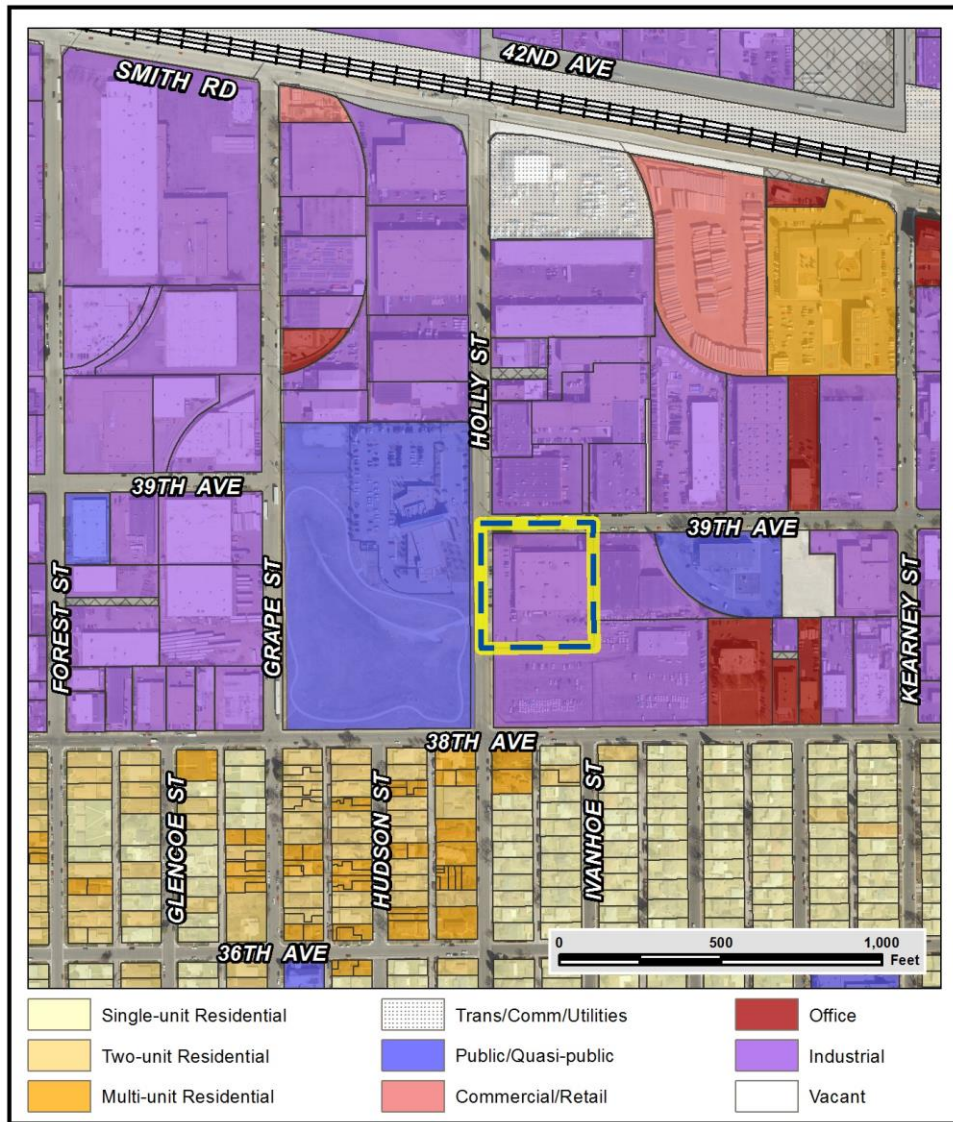 42ND AVE
SMITH RD
HOLLY ST
39TH AVE
39TH AVE
FOREST ST
GRAPE ST
KEARNEY ST
38TH AVE
GLENCOE ST
HUDSON ST
IVANHOE ST
36TH AVE
0 500 1,000
Feet
Single-unit Residential
Two-unit Residential
Multi-unit Residential
Trans/Comm/Utilities
Public/Quasi-public
Commercial/Retail
Office
Industrial
Vacant